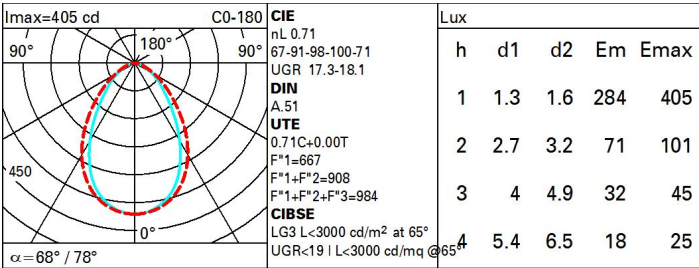 Imax=405 cd C0-180
90° 180° 90°
450
0°
α=68° / 78°
CIE
nL 0.71
67-91-98-100-71
UGR 17.3-18.1
DIN
A.51
UTE
0.71C+0.00T
F"1=667
F"1+F"2=908
F"1+F"2+F"3=984
CIBSE
LG3 L<3000 cd/m² at 65°
UGR<19 | L<3000 cd/mq @65°
Lux
h d1 d2 Em Emax
1 1.3 1.6 284 405
2 2.7 3.2 71 101
3 4 4.9 32 45
4 5.4 6.5 18 25